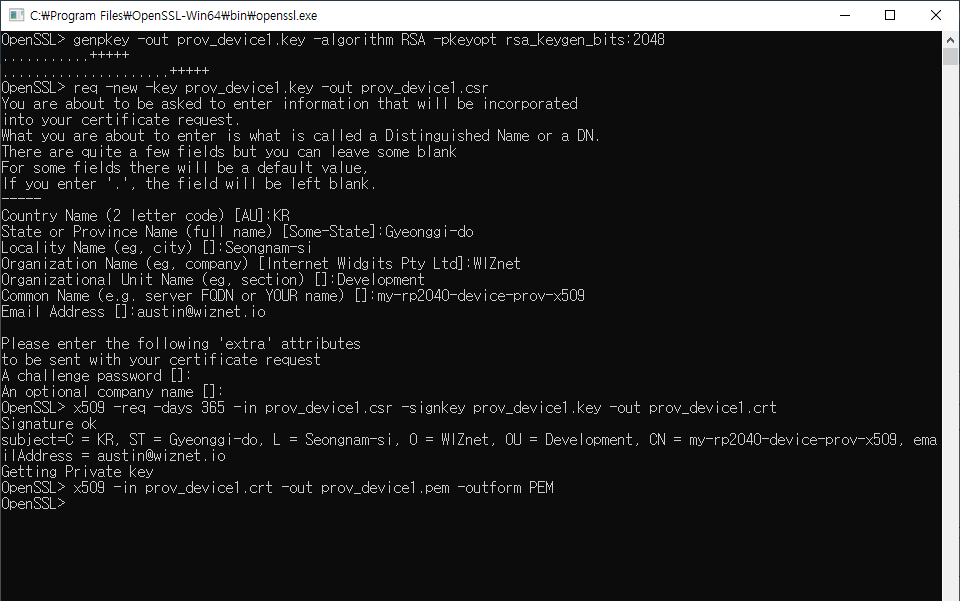 C:₩Program Files₩OpenSSL-Win64₩bin₩openssl.exe
OpenSSL> genpkey -out prov_device1.key -algorithm RSA -pkeyopt rsa_keygen_bits:2048
...........+++++
.....................+++++
OpenSSL> req -new -key prov_device1.key -out prov_device1.csr
You are about to be asked to enter information that will be incorporated
into your certificate request.
What you are about to enter is what is called a Distinguished Name or a DN.
There are quite a few fields but you can leave some blank
For some fields there will be a default value,
If you enter '.', the field will be left blank.
-----
Country Name (2 letter code) [AU]:KR
State or Province Name (full name) [Some-State]:Gyeonggi-do
Locality Name (eg, city) []:Seongnam-si
Organization Name (eg, company) [Internet Widgits Pty Ltd]:WIZnet
Organizational Unit Name (eg, section) []:Development
Common Name (e.g. server FQDN or YOUR name) []:my-rp2040-device-prov-x509
Email Address []:austin@wiznet.io

Please enter the following 'extra' attributes
to be sent with your certificate request
A challenge password []:
An optional company name []:
OpenSSL> x509 -req -days 365 -in prov_device1.csr -signkey prov_device1.key -out prov_device1.crt
Signature ok
subject=C = KR, ST = Gyeonggi-do, L = Seongnam-si, O = WIZnet, OU = Development, CN = my-rp2040-device-prov-x509, ema
ilAddress = austin@wiznet.io
Getting Private key
OpenSSL> x509 -in prov_device1.crt -out prov_device1.pem -outform PEM
OpenSSL>